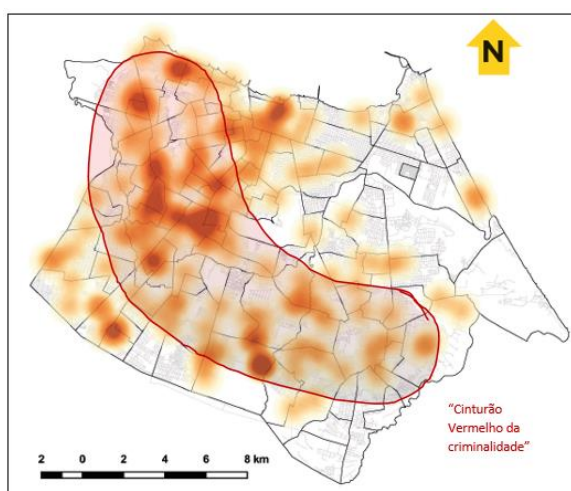 N
“Cinturão
Vermelho da
criminalidade”
2 0 2 4 6 8 km